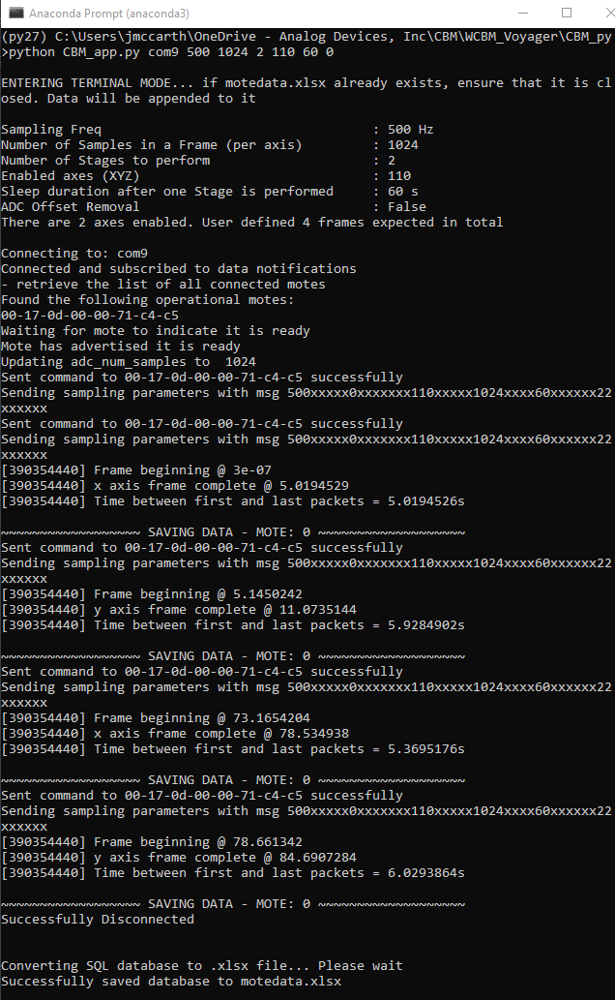 Anaconda Prompt (anaconda3)
(py27) C:\Users\jmccarth\OneDrive - Analog Devices, Inc\CBM\WCBM_Voyager\CBM_py
>python CBM_app.py com9 500 1024 2 110 60 0
ENTERING TERMINAL MODE... if motedata.xlsx already exists, ensure that it is cl
osed. Data will be appended to it
Sampling Freq : 500 Hz
Number of Samples in a Frame (per axis) : 1024
Number of Stages to perform : 2
Enabled axes (XYZ) : 110
Sleep duration after one Stage is performed : 60 s
ADC Offset Removal : False
There are 2 axes enabled. User defined 4 frames expected in total
Connecting to: com9
Connected and subscribed to data notifications
- retrieve the list of all connected motes
Found the following operational motes:
00-17-0d-00-00-71-c4-c5
Waiting for mote to indicate it is ready
Mote has advertised it is ready
Updating adc_num_samples to  1024
Sent command to 00-17-0d-00-00-71-c4-c5 successfully
Sending sampling parameters with msg 500xxxxx0xxxxxxx110xxxxx1024xxxx60xxxxxx22
xxxxxx
Sent command to 00-17-0d-00-00-71-c4-c5 successfully
Sending sampling parameters with msg 500xxxxx0xxxxxxx110xxxxx1024xxxx60xxxxxx22
xxxxxx
[390354440] Frame beginning @ 3e-07
[390354440] x axis frame complete @ 5.0194529
[390354440] Time between first and last packets = 5.0194526s
~~~~~~~~~~~~~~~~~~ SAVING DATA - MOTE: 0 ~~~~~~~~~~~~~~~~~~~
Sent command to 00-17-0d-00-00-71-c4-c5 successfully
Sending sampling parameters with msg 500xxxxx0xxxxxxx110xxxxx1024xxxx60xxxxxx22
xxxxxx
[390354440] Frame beginning @ 5.1450242
[390354440] y axis frame complete @ 11.0735144
[390354440] Time between first and last packets = 5.9284902s
~~~~~~~~~~~~~~~~~~ SAVING DATA - MOTE: 0 ~~~~~~~~~~~~~~~~~~~
Sent command to 00-17-0d-00-00-71-c4-c5 successfully
Sending sampling parameters with msg 500xxxxx0xxxxxxx110xxxxx1024xxxx60xxxxxx22
xxxxxx
[390354440] Frame beginning @ 73.1654204
[390354440] x axis frame complete @ 78.534938
[390354440] Time between first and last packets = 5.3695176s
~~~~~~~~~~~~~~~~~~ SAVING DATA - MOTE: 0 ~~~~~~~~~~~~~~~~~~~
Sent command to 00-17-0d-00-00-71-c4-c5 successfully
Sending sampling parameters with msg 500xxxxx0xxxxxxx110xxxxx1024xxxx60xxxxxx22
xxxxxx
[390354440] Frame beginning @ 78.661342
[390354440] y axis frame complete @ 84.6907284
[390354440] Time between first and last packets = 6.0293864s
~~~~~~~~~~~~~~~~~~ SAVING DATA - MOTE: 0 ~~~~~~~~~~~~~~~~~~~
Successfully Disconnected
Converting SQL database to .xlsx file... Please wait
Successfully saved database to motedata.xlsx